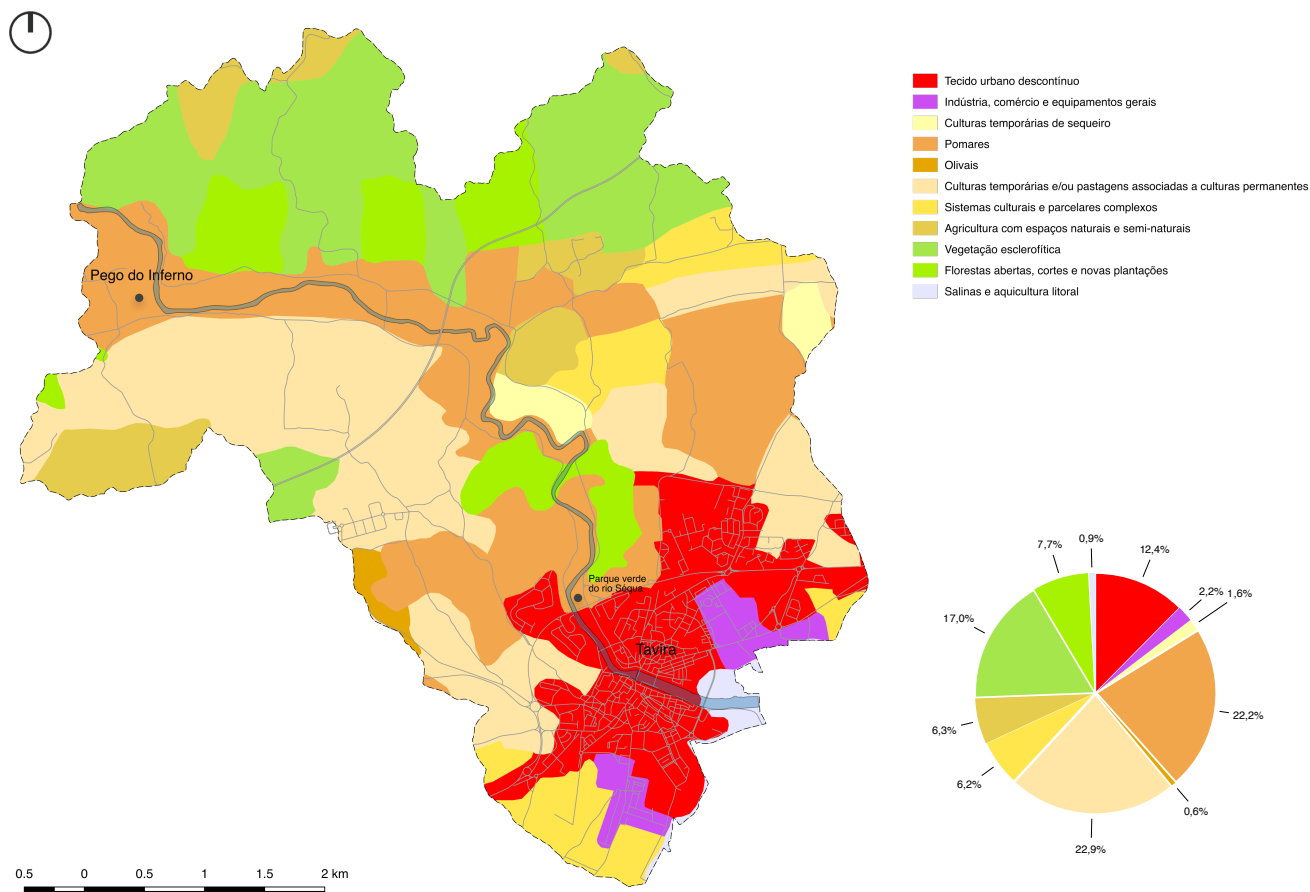 Tecido urbano descontínuo
Indústria, comércio e equipamentos gerais
Culturas temporárias de sequeiro
Pomares
Olivais
Culturas temporárias e/ou pastagens associadas a culturas permanentes
Sistemas culturais e parcelares complexos
Agricultura com espaços naturais e semi-naturais
Vegetação esclerofítica
Florestas abertas, cortes e novas plantações
Salinas e aquicultura litoral
Pego do Inferno
Parque verde
do rio Séqua
Tavira
0,9%
7,7%
12,4%
2,2%
1,6%
17,0%
22,2%
6,3%
6,2%
0,6%
22,9%
0.5 0 0.5 1 1.5 2 km